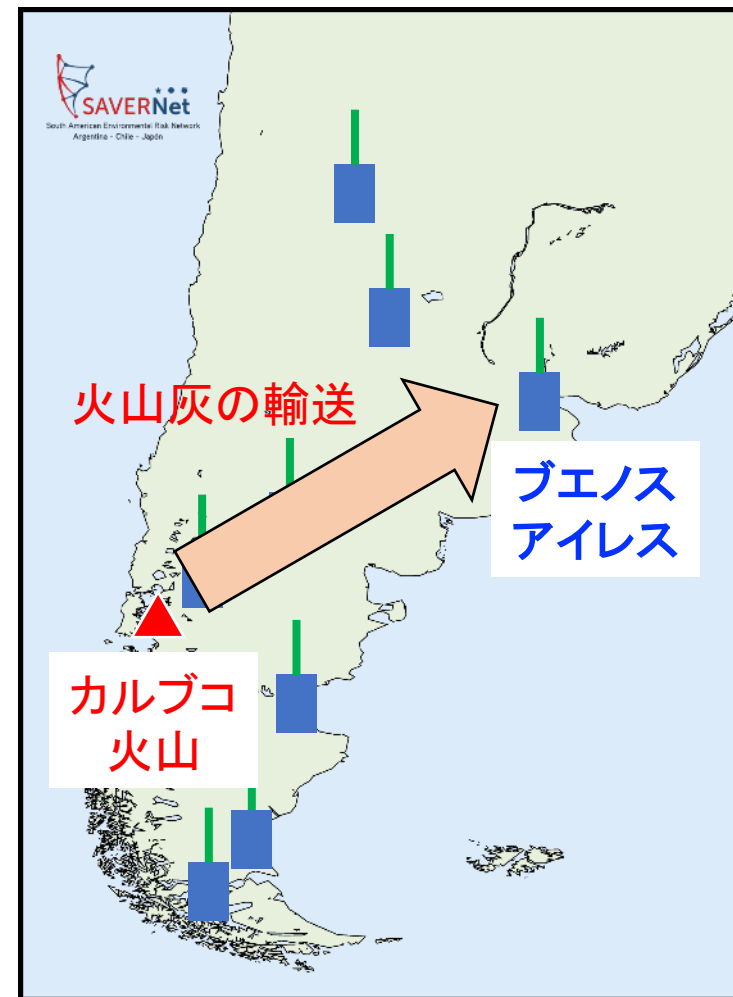 SAVERNet
South American Environmental Risk Network
Argentina - Chile - Japón
火山灰の輸送
ブエノス
アイレス
カルブコ
火山